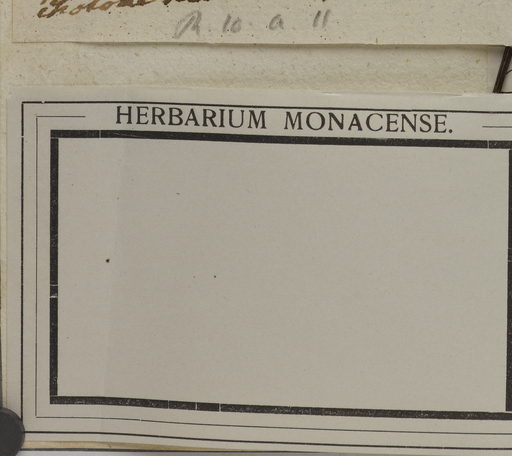 R. 10. a 11
HERBARIUM MONACENSE.